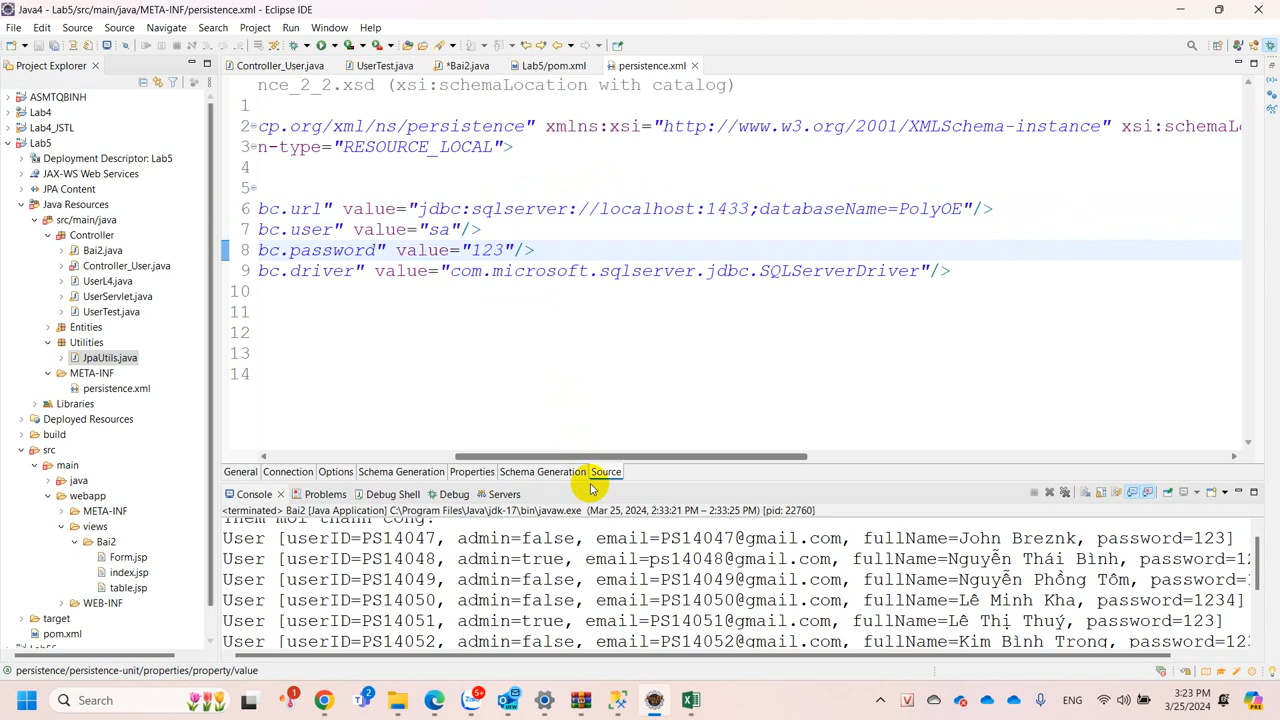 Java4 - Lab5/src/main/java/META-INF/persistence.xml - Eclipse IDE
File Edit Source Source Navigate Search Project Run Window Help
Project Explorer
Controller_User.java UserTest.java *Bai2.java Lab5/pom.xml persistence.xml
ASMTQBINH
Lab4
Lab4_JSTL
Lab5
Deployment Descriptor: Lab5
JAX-WS Web Services
JPA Content
Java Resources
src/main/java
Controller
Bai2.java
Controller_User.java
UserL4.java
UserServlet.java
UserTest.java
Entities
Utilities
JpaUtils.java
META-INF
persistence.xml
Libraries
Deployed Resources
build
src
main
java
webapp
META-INF
views
Bai2
Form.jsp
index.jsp
table.jsp
WEB-INF
target
pom.xml
nce_2_2.xsd (xsi:schemaLocation with catalog)
1
2 cp.org/xml/ns/persistence" xmlns:xsi="http://www.w3.org/2001/XMLSchema-instance" xsi:schemaLo
3 n-type="RESOURCE_LOCAL">
4
5
6 bc.url" value="jdbc:sqlserver://localhost:1433;databaseName=PolyOE"/>
7 bc.user" value="sa"/>
8 bc.password" value="123"/>
9 bc.driver" value="com.microsoft.sqlserver.jdbc.SQLServerDriver"/>
10
11
12
13
14
General Connection Options Schema Generation Properties Schema Generation Source
Console Problems Debug Shell Debug Servers
<terminated> Bai2 [Java Application] C:\Program Files\Java\jdk-17\bin\javaw.exe (Mar 25, 2024, 2:33:21 PM – 2:33:25 PM) [pid: 22760]
Them moi thanh cong!
User [userID=PS14047, admin=false, email=PS14047@gmail.com, fullName=John Breznk, password=123]
User [userID=PS14048, admin=true, email=ps14048@gmail.com, fullName=Nguyễn Thái Bình, password=12
User [userID=PS14049, admin=false, email=PS14049@gmail.com, fullName=Nguyễn Phồng Tôm, password=
User [userID=PS14050, admin=false, email=PS14050@gmail.com, fullName=Lê Minh Kha, password=1234]
User [userID=PS14051, admin=true, email=PS14051@gmail.com, fullName=Lê Thị Thuý, password=123]
User [userID=PS14052, admin=false, email=PS14052@gmail.com, fullName=Kim Bình Trong, password=123
persistence/persistence-unit/properties/property/value
Search
ENG
3:23 PM
3/25/2024